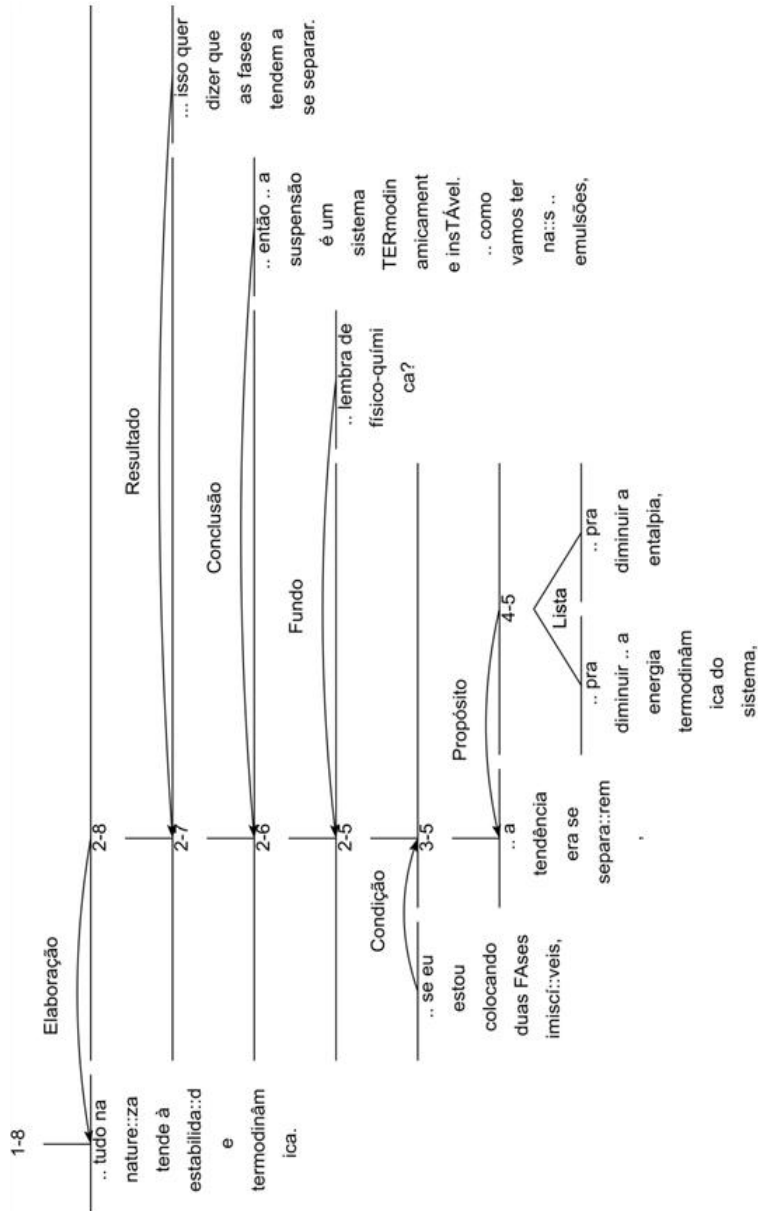 1-8
Elaboração
.. tudo na
nature::za
tende à
estabilida::d
e
termodinâm
ica.
2-8
Resultado
2-7
... isso quer
dizer que
as fases
tendem a
se separar.
Conclusão
2-6
.. então .. a
suspensão
é um
sistema
TERmodin
amicament
e insTÁvel.
.. como
vamos ter
na::s ..
emulsões,
Fundo
2-5
.. lembra de
físico-quími
ca?
Condição
.. se eu
estou
colocando
duas FAses
imiscí::veis,
3-5
Propósito
.. a
tendência
era se
separa::rem
,
4-5
Lista
.. pra
diminuir .. a
energia
termodinâm
ica do
sistema,
.. pra
diminuir a
entalpia,